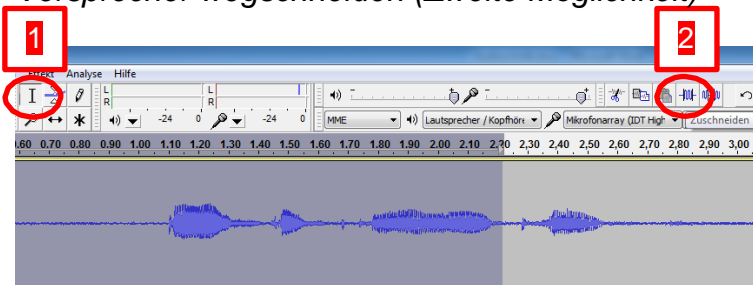 Versprecher wegschneiden (Zweite Möglichkeit)
1
2
Effekt Analyse Hilfe
L
R
L
R
-24 0 -24 0 MME Lautsprecher / Kopfhöre Mikrofonarray (IDT High Zuschneiden
0.60 0.70 0.80 0.90 1.00 1.10 1.20 1.30 1.40 1.50 1.60 1.70 1.80 1.90 2.00 2.10 2.20 2,30 2,40 2,50 2,60 2,70 2,80 2,90 3,00